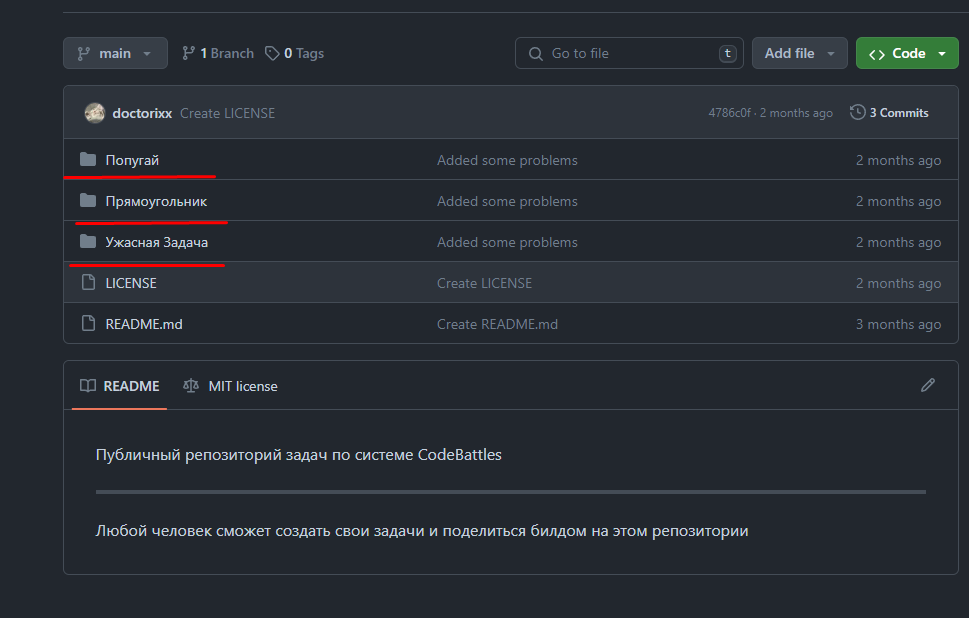 main 1 Branch 0 Tags Go to file t Add file Code
doctorixx Create LICENSE 4786c0f · 2 months ago 3 Commits
Попугай Added some problems 2 months ago
Прямоугольник Added some problems 2 months ago
Ужасная Задача Added some problems 2 months ago
LICENSE Create LICENSE 2 months ago
README.md Create README.md 3 months ago
README MIT license
Публичный репозиторий задач по системе CodeBattles
Любой человек сможет создать свои задачи и поделиться билдом на этом репозитории